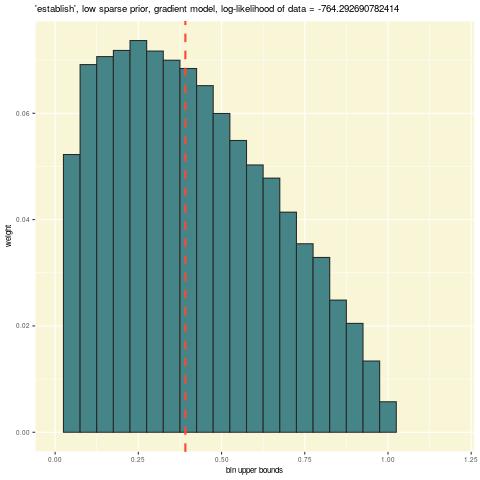 'establish', low sparse prior, gradient model, log-likelihood of data = -764.292690782414
weight
0.06
0.04
0.02
0.00
0.00 0.25 0.50 0.75 1.00 1.25
bin upper bounds